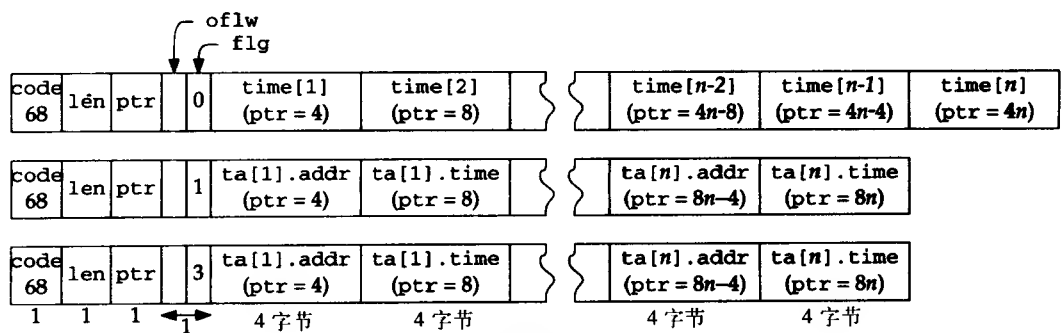 oflw
flg
code 68 len ptr 0 time[1] (ptr = 4) time[2] (ptr = 8) time[n-2] (ptr = 4n-8) time[n-1] (ptr = 4n-4) time[n] (ptr = 4n)
code 68 len ptr 1 ta[1].addr (ptr = 4) ta[1].time (ptr = 8) ta[n].addr (ptr = 8n-4) ta[n].time (ptr = 8n)
code 68 len ptr 3 ta[1].addr (ptr = 4) ta[1].time (ptr = 8) ta[n].addr (ptr = 8n-4) ta[n].time (ptr = 8n)
1 1 1 1 4 字节 4 字节 4 字节 4 字节